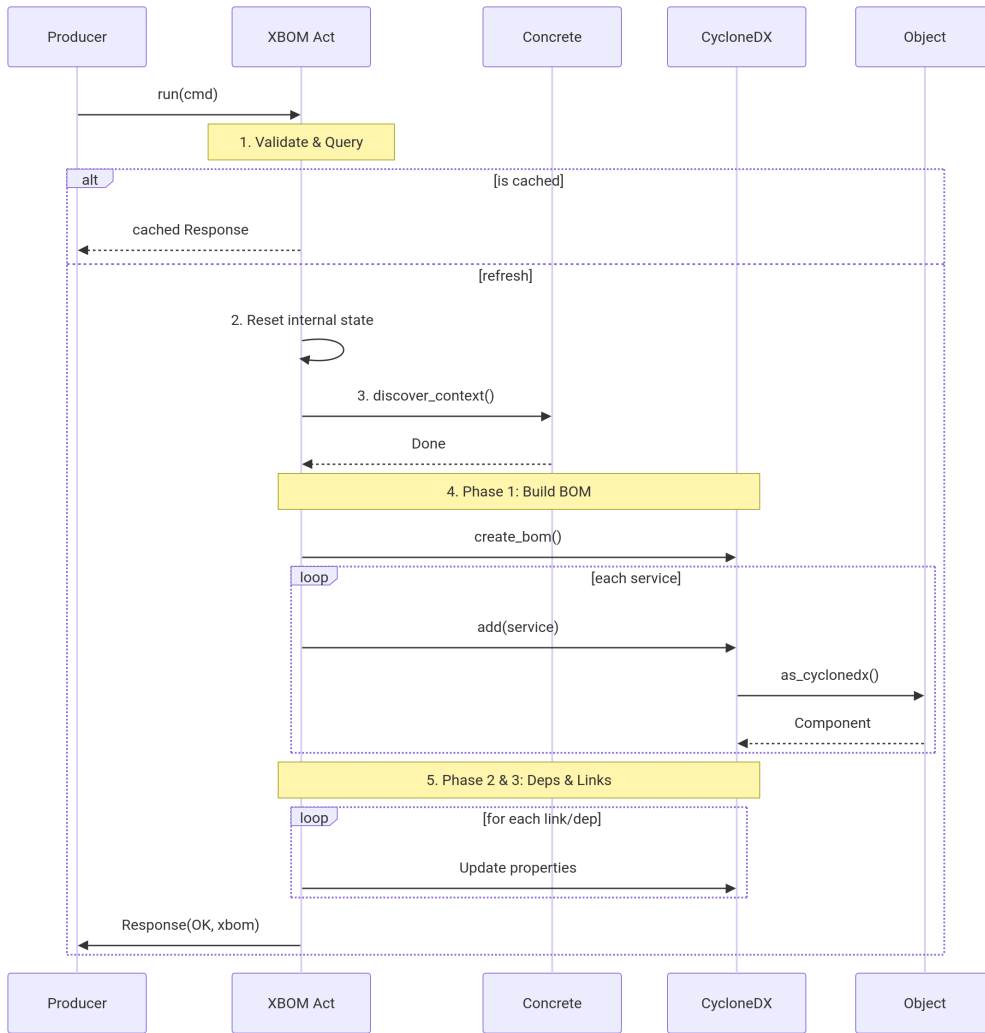 Producer
XBOM Act
Concrete
CycloneDX
Object
run(cmd)
1. Validate & Query
alt
[is cached]
cached Response
[refresh]
2. Reset internal state
3. discover_context()
Done
4. Phase 1: Build BOM
create_bom()
loop
[each service]
add(service)
as_cyclonedx()
Component
5. Phase 2 & 3: Deps & Links
loop
[for each link/dep]
Update properties
Response(OK, xbom)
Producer
XBOM Act
Concrete
CycloneDX
Object